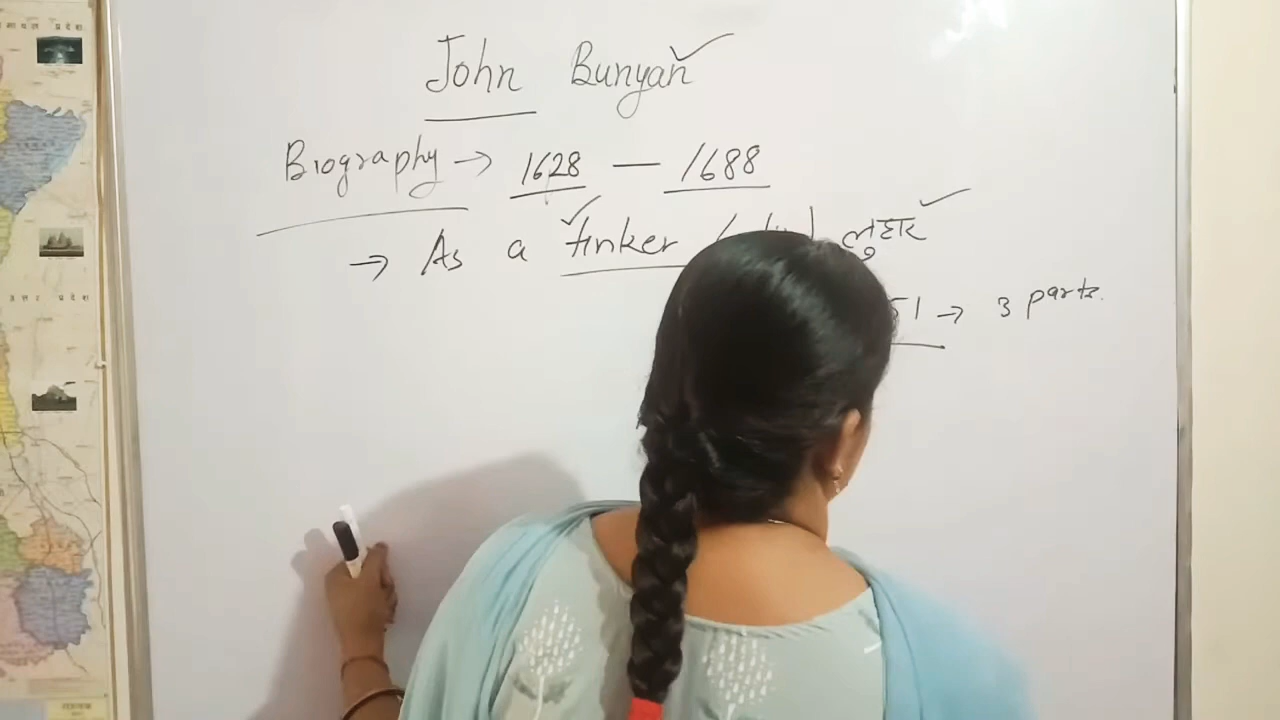 John Bunyan
Biography → 1628 — 1688
→ As a tinker / लुहार
51 → 3 parts.